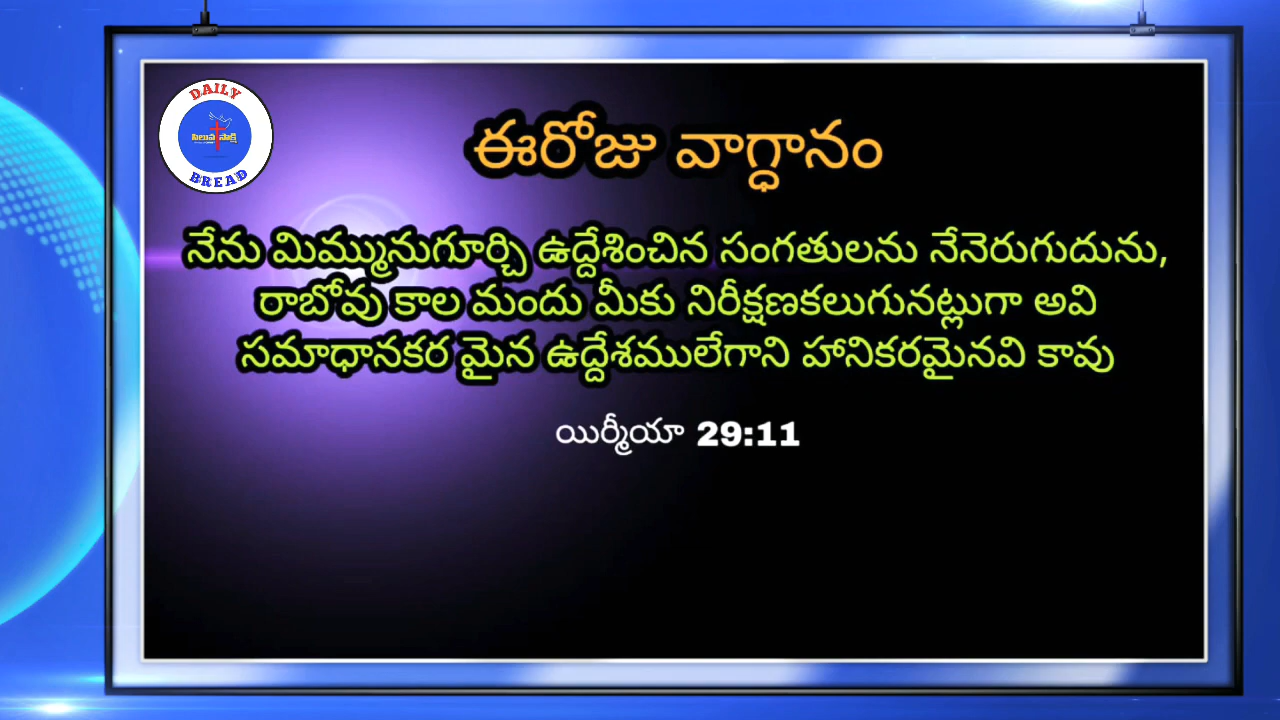 DAILY
సిలువ సాక్షి
BREAD
ఈరోజు వాగ్ధానం
నేను మిమ్మునుగూర్చి ఉద్దేశించిన సంగతులను నేనెరుగుదును,
రాబోవు కాల మందు మీకు నిరీక్షణకలుగునట్లుగా అవి
సమాధానకర మైన ఉద్దేశములేగాని హానికరమైనవి కావు
యిర్మీయా 29:11